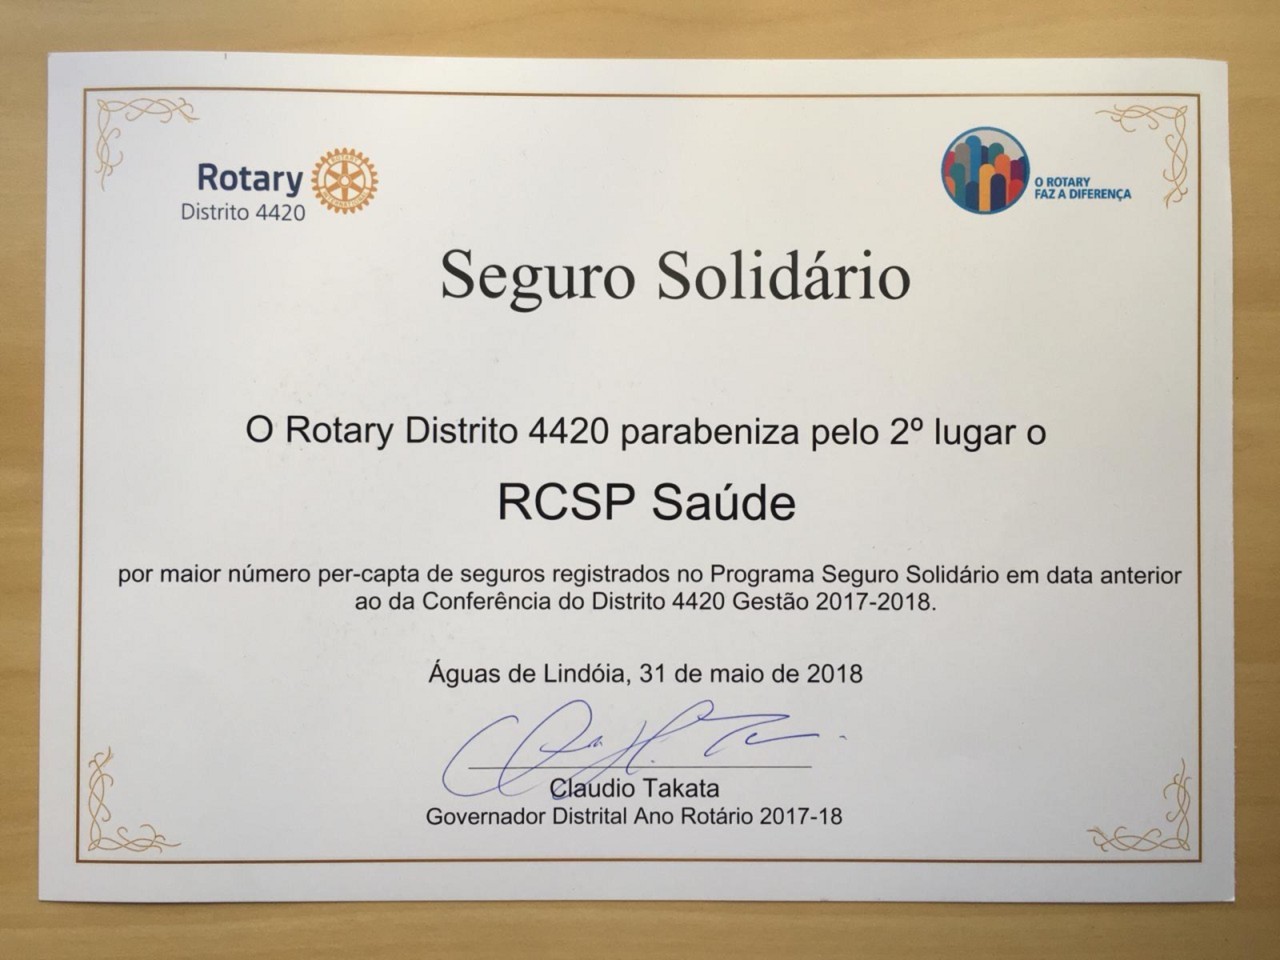 Rotary
Distrito 4420
O ROTARY
FAZ A DIFERENÇA
Seguro Solidário
O Rotary Distrito 4420 parabeniza pelo 2º lugar o
RCSP Saúde
por maior número per-capta de seguros registrados no Programa Seguro Solidário em data anterior
ao da Conferência do Distrito 4420 Gestão 2017-2018.
Águas de Lindóia, 31 de maio de 2018
Claudio Takata
Governador Distrital Ano Rotário 2017-18